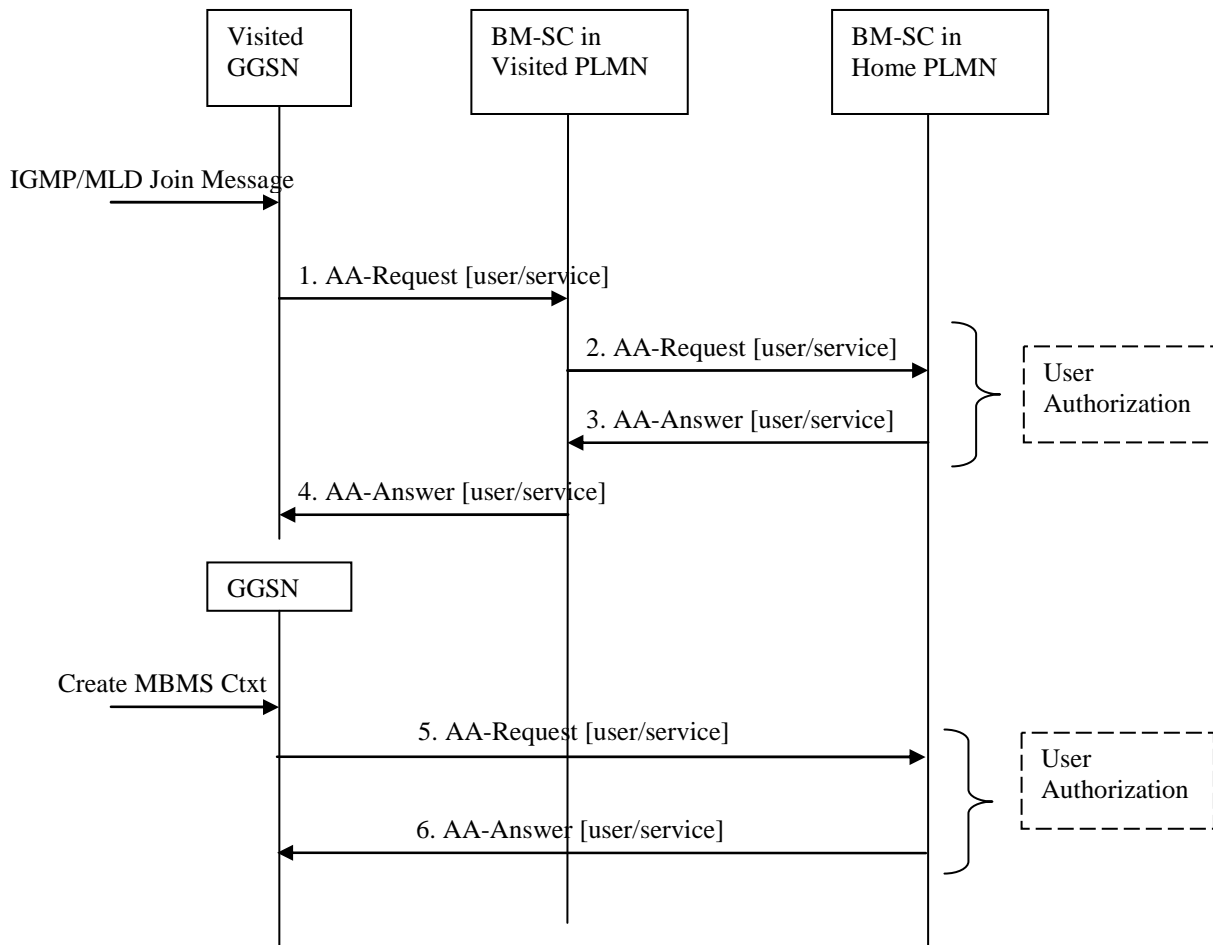 Visited
GGSN
BM-SC in
Visited PLMN
BM-SC in
Home PLMN
IGMP/MLD Join Message
1. AA-Request [user/service]
2. AA-Request [user/service]
User
Authorization
3. AA-Answer [user/service]
4. AA-Answer [user/service]
GGSN
Create MBMS Ctxt
5. AA-Request [user/service]
User
Authorization
6. AA-Answer [user/service]